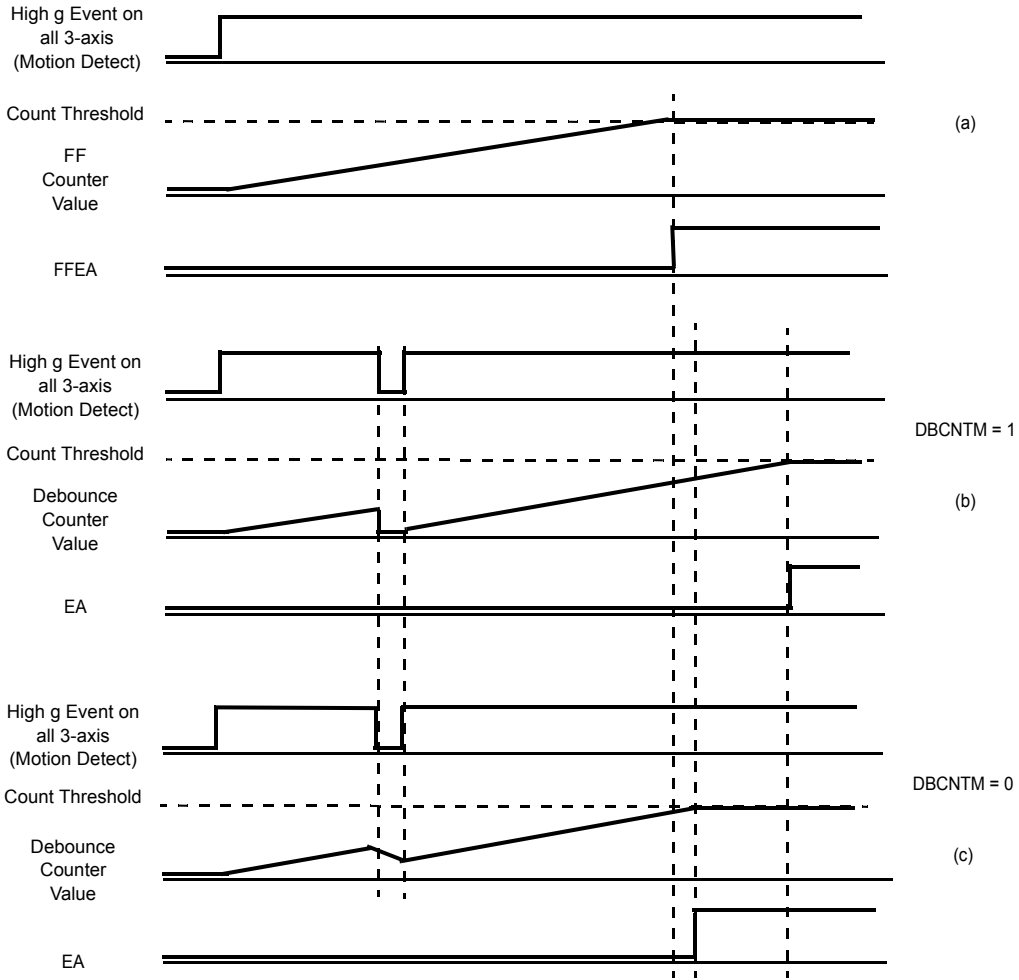 High g Event on
all 3-axis
(Motion Detect)
Count Threshold
(a)
FF
Counter
Value
FFEA
High g Event on
all 3-axis
(Motion Detect)
DBCNTM = 1
Count Threshold
Debounce
Counter
Value
(b)
EA
High g Event on
all 3-axis
(Motion Detect)
DBCNTM = 0
Count Threshold
Debounce
Counter
Value
(c)
EA